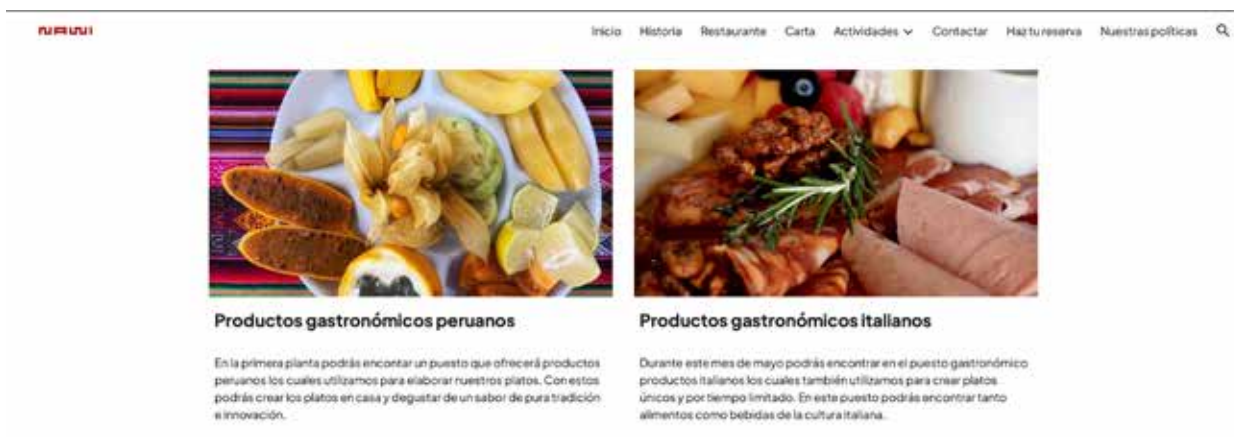 NAWI
Inicio Historia Restaurante Carta Actividades Contactar Haz tu reserva Nuestras políticas
Productos gastronómicos peruanos
En la primera planta podrás encontar un puesto que ofrecerá productos
peruanos los cuales utilizamos para elaborar nuestros platos. Con estos
podrás crear los platos en casa y degustar de un sabor de pura tradición
e innovación.
Productos gastronómicos italianos
Durante este mes de mayo podrás encontrar en el puesto gastronómico
productos italianos los cuales también utilizamos para crear platos
únicos y por tiempo limitado. En este puesto podrás encontrar tanto
alimentos como bebidas de la cultura italiana.